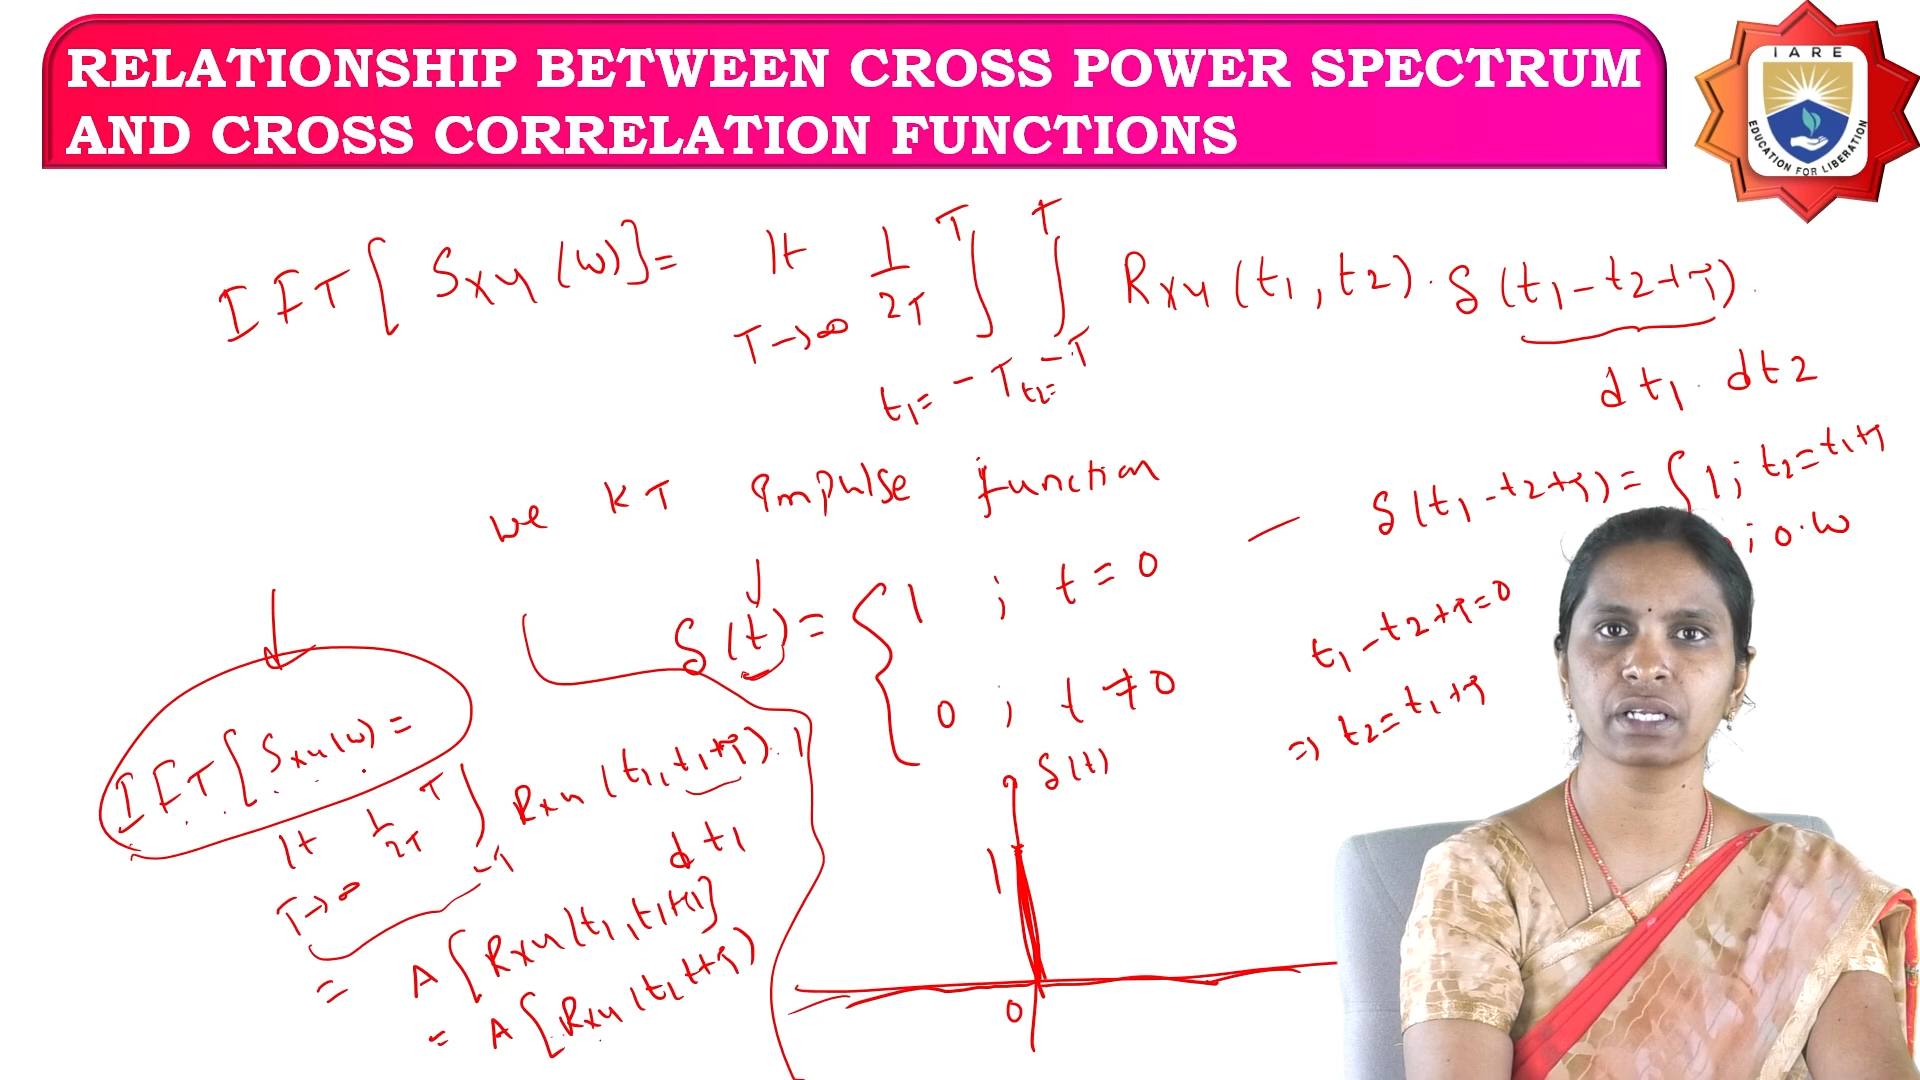 RELATIONSHIP BETWEEN CROSS POWER SPECTRUM
AND CROSS CORRELATION FUNCTIONS
IARE
EDUCATION FOR LIBERATION
IFT[ Sxy (w)] = lt 1/2T ∫ ∫ Rxy (t1, t2) . δ (t1 - t2 + τ)
T→∞ t1= -T t2= -T T T
dt1 . dt2
we KT impulse function
δ(t1 - t2 + τ) = { 1 ; t2 = t1+τ
; o.w
δ(t) = { 1 ; t = 0
0 ; t ≠ 0
t1 - t2 + τ = 0
=> t2 = t1 + τ
δ(t)
1
0
IFT[Sxy(w) =
lt 1/2T ∫ Rxy (t1, t1+τ) . 1
T→∞ T -T
dt1
= A[Rxy(t1, t1+τ)]
= A[Rxy(t, t+τ)